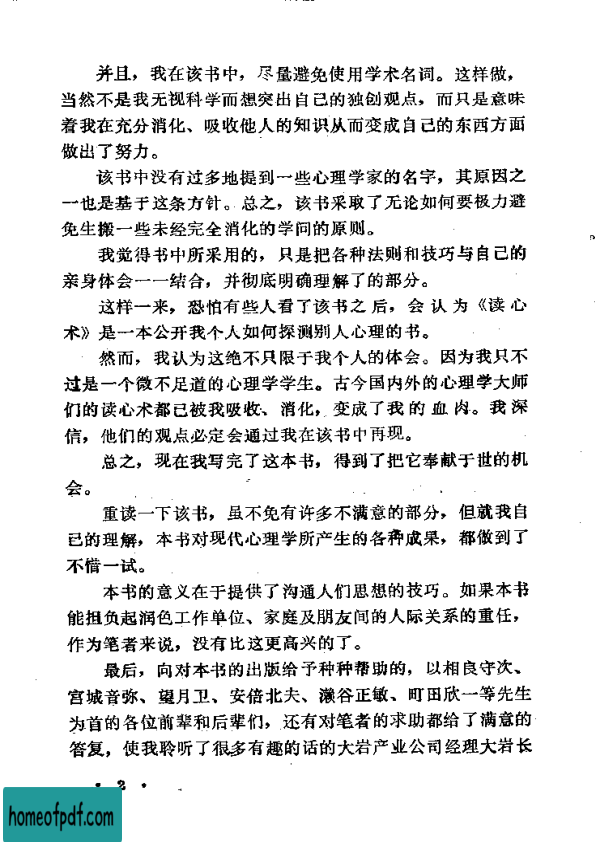 并且，我在该书中，尽量避免使用学术名词。这样做，
当然不是我无视科学而想突出自己的独创观点，而只是意味
着我在充分消化、吸收他人的知识从而变成自己的东西方面
做出了努力。
该书中没有过多地提到一些心理学家的名字，其原因之
一也是基于这条方针。总之，该书采取了无论如何要极力避
免生搬一些未经完全消化的学问的原则。
我觉得书中所采用的，只是把各种法则和技巧与自己的
亲身体会一一结合，并彻底明确理解了的部分。
这样一来，恐怕有些人看了该书之后，会认为《读心
术》是一本公开我个人如何探测别人心理的书。
然而，我认为这绝不只限于我个人的体会。因为我只不
过是一个微不足道的心理学学生。古今国内外的心理学大师
们的读心术都已被我吸收、消化，变成了我的血肉。我深
信，他们的观点必定会通过我在该书中再现。
总之，现在我写完了这本书，得到了把它奉献于世的机
会。
重读一下该书，虽不免有许多不满意的部分，但就我自
已的理解，本书对现代心理学所产生的各种成果，都做到了
不惜一试。
本书的意义在于提供了沟通人们思想的技巧。如果本书
能担负起润色工作单位、家庭及朋友间的人际关系的重任，
作为笔者来说，没有比这更高兴的了。
最后，向对本书的出版给予种种帮助的，以相良守次、
宫城音弥、望月卫、安倍北夫、濑谷正敏、町田欣一等先生
为首的各位前辈和后辈们，还有对笔者的求助都给了满意的
答复，使我聆听了很多有趣的话的大岩产业公司经理大岩长
• 2 •
homeofpdf.com